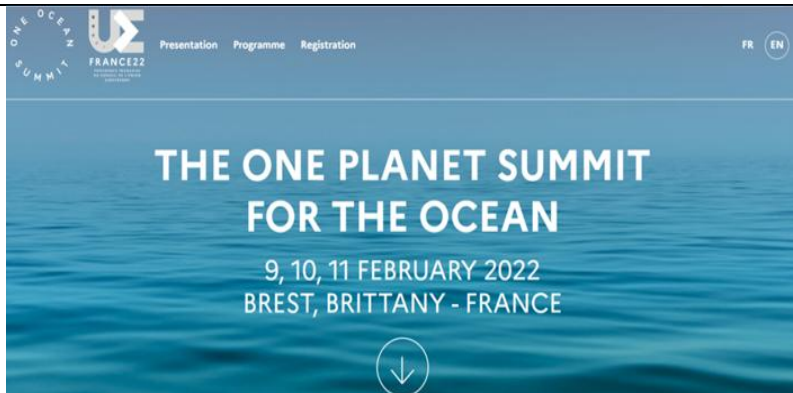 ONE OCEAN SUMMIT
UE
FRANCE22
Presentation Programme Registration
FR EN
THE ONE PLANET SUMMIT
FOR THE OCEAN
9, 10, 11 FEBRUARY 2022
BREST, BRITTANY - FRANCE